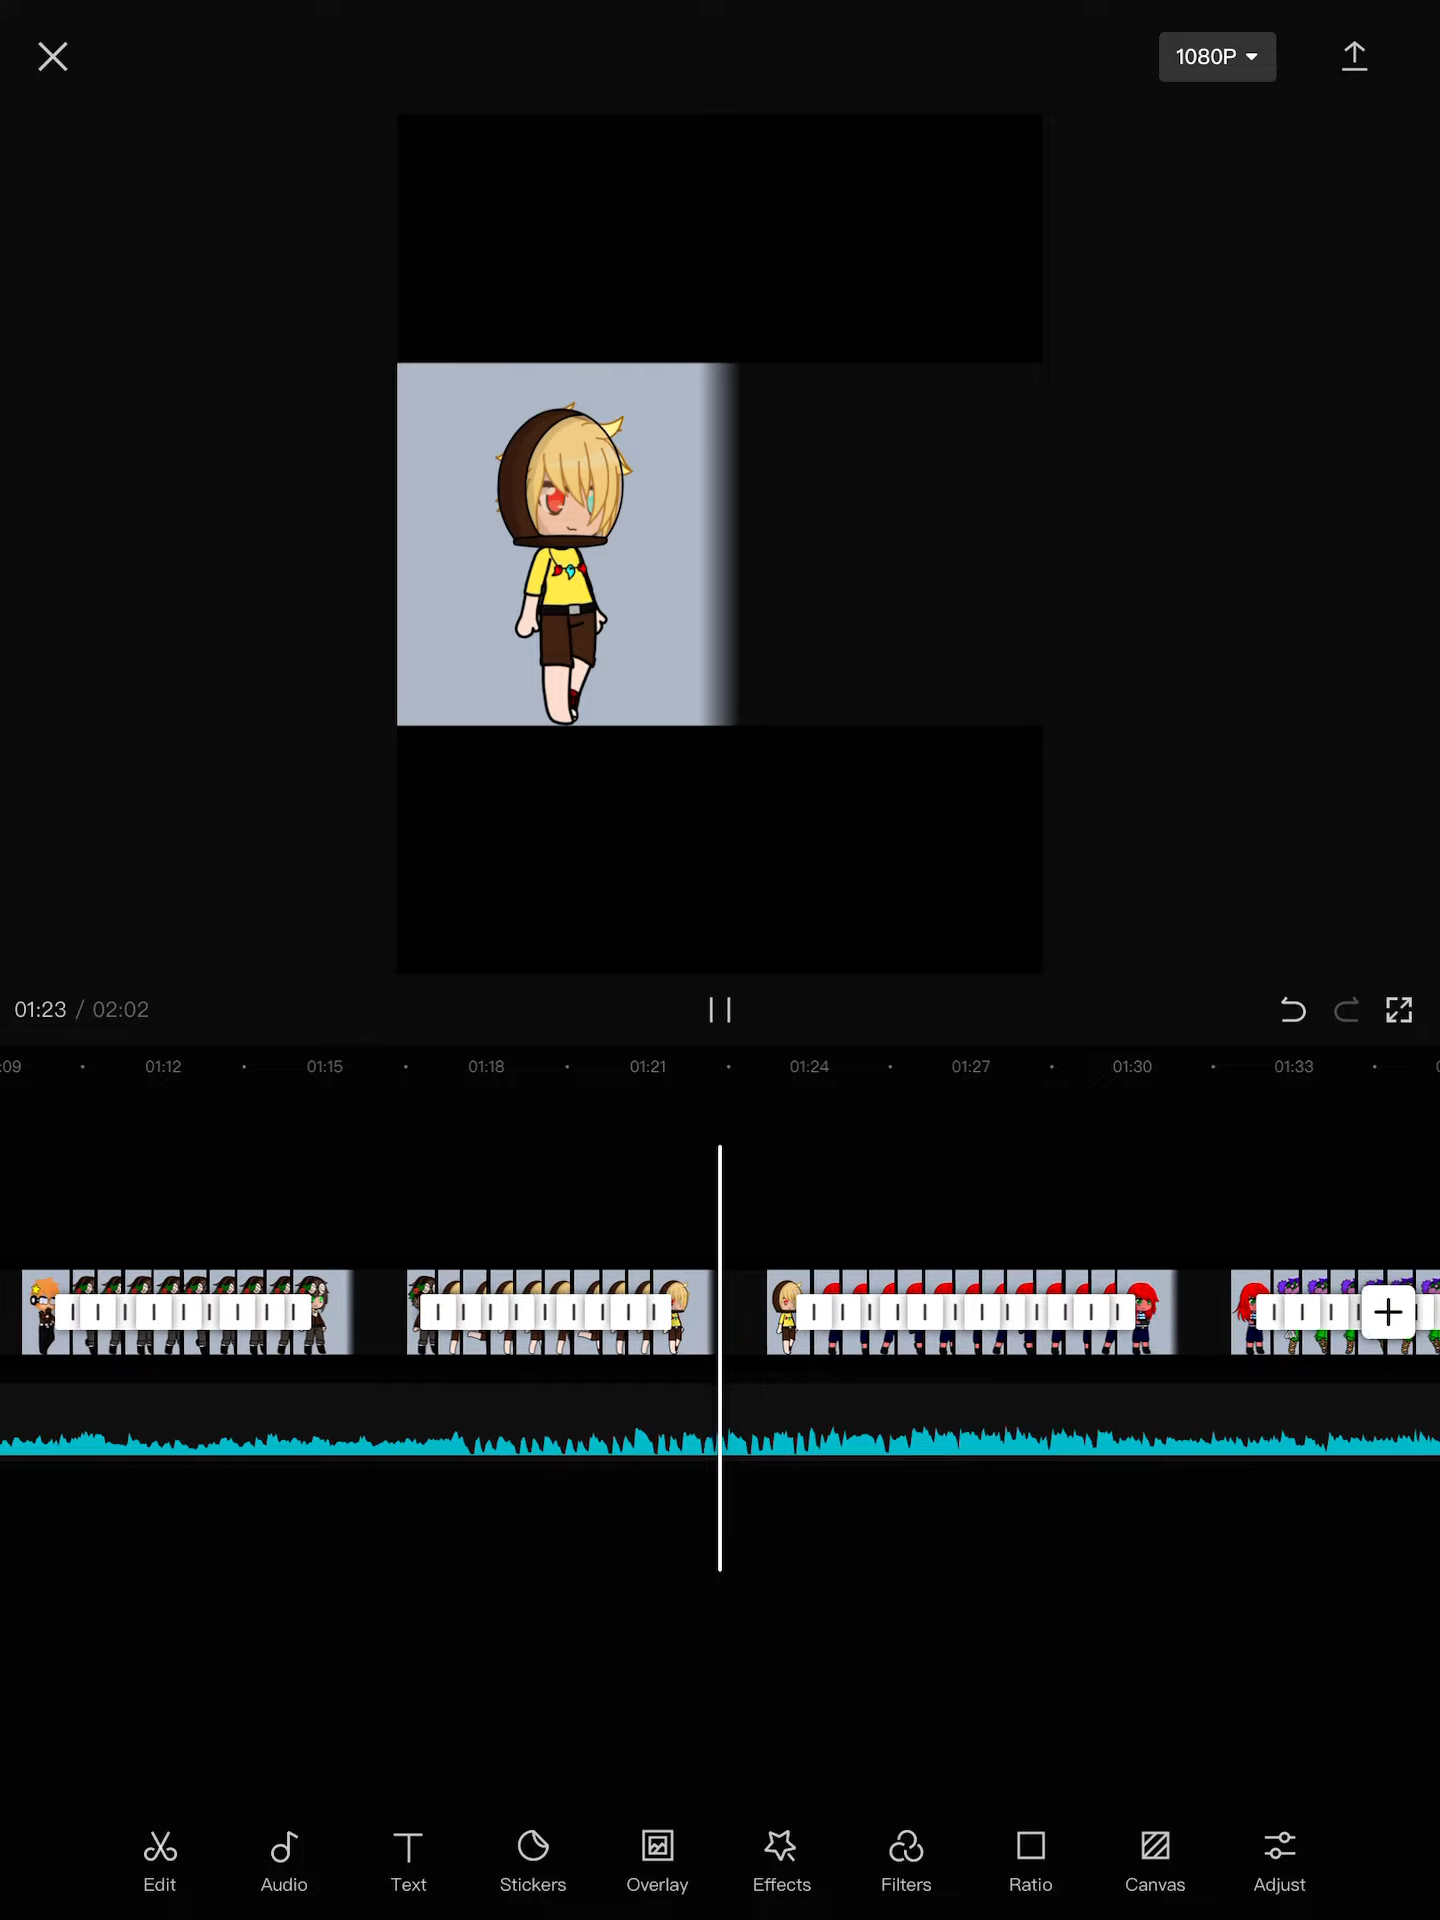 1080P
01:23 / 02:02
:09 01:12 01:15 01:18 01:21 01:24 01:27 01:30 01:33
Edit Audio Text Stickers Overlay Effects Filters Ratio Canvas Adjust